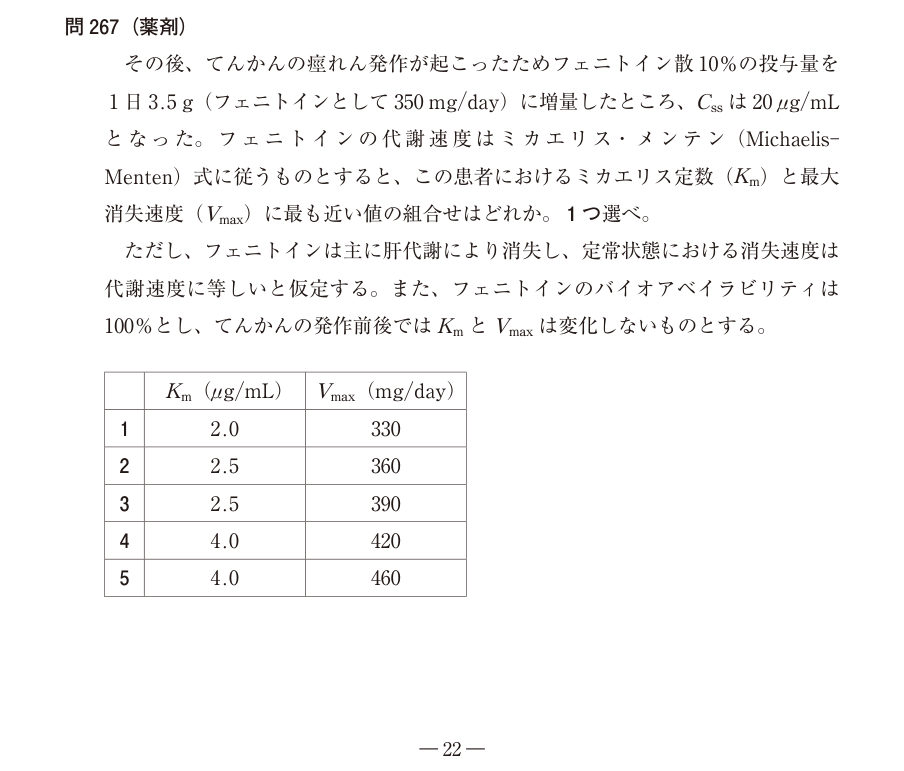 問 267（薬剤）
その後、てんかんの痙れん発作が起こったためフェニトイン散 10％の投与量を
１日 3.5 g（フェニトインとして 350 mg/day）に増量したところ、Css は 20 μg/mL
となった。フェニトインの代謝速度はミカエリス・メンテン（Michaelis–
Menten）式に従うものとすると、この患者におけるミカエリス定数（Km）と最大
消失速度（Vmax）に最も近い値の組合せはどれか。1つ選べ。
ただし、フェニトインは主に肝代謝により消失し、定常状態における消失速度は
代謝速度に等しいと仮定する。また、フェニトインのバイオアベイラビリティは
100％とし、てんかんの発作前後では Km と Vmax は変化しないものとする。
Km（μg/mL） Vmax（mg/day）
1 2.0 330
2 2.5 360
3 2.5 390
4 4.0 420
5 4.0 460
― 22 ―